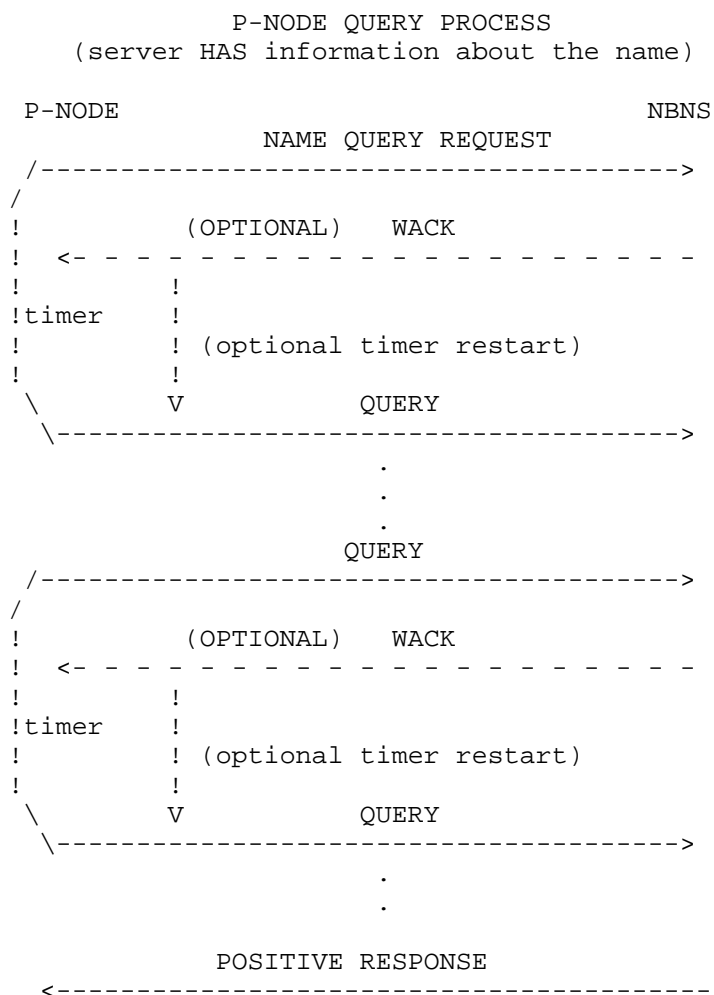 P-NODE QUERY PROCESS
(server HAS information about the name)
P-NODE NBNS
NAME QUERY REQUEST
/---------------------------------------->
/
! (OPTIONAL) WACK
! <- - - - - - - - - - - - - - - - - -
! !
!timer !
! ! (optional timer restart)
! !
\ V QUERY
\--------------------------------------->
.
.
.
QUERY
/---------------------------------------->
/
! (OPTIONAL) WACK
! <- - - - - - - - - - - - - - - - - -
! !
!timer !
! ! (optional timer restart)
! !
\ V QUERY
\--------------------------------------->
.
.
POSITIVE RESPONSE
<-----------------------------------------